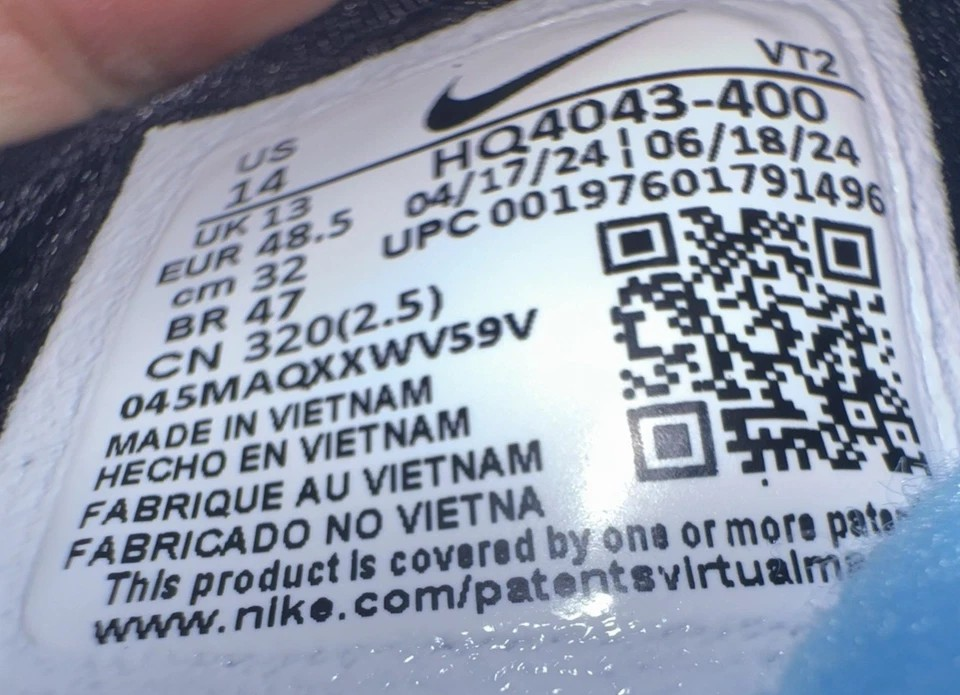 VT2
HQ4043-400
04/17/24 | 06/18/24
UPC 00197601791496
US
14
UK 13
EUR 48.5
cm 32
BR 47
CN 320(2.5)
045MAQXXWV59V
MADE IN VIETNAM
HECHO EN VIETNAM
FABRIQUE AU VIETNAM
FABRICADO NO VIETNA
This product is covered by one or more pate
www.nike.com/patentsvirtualm